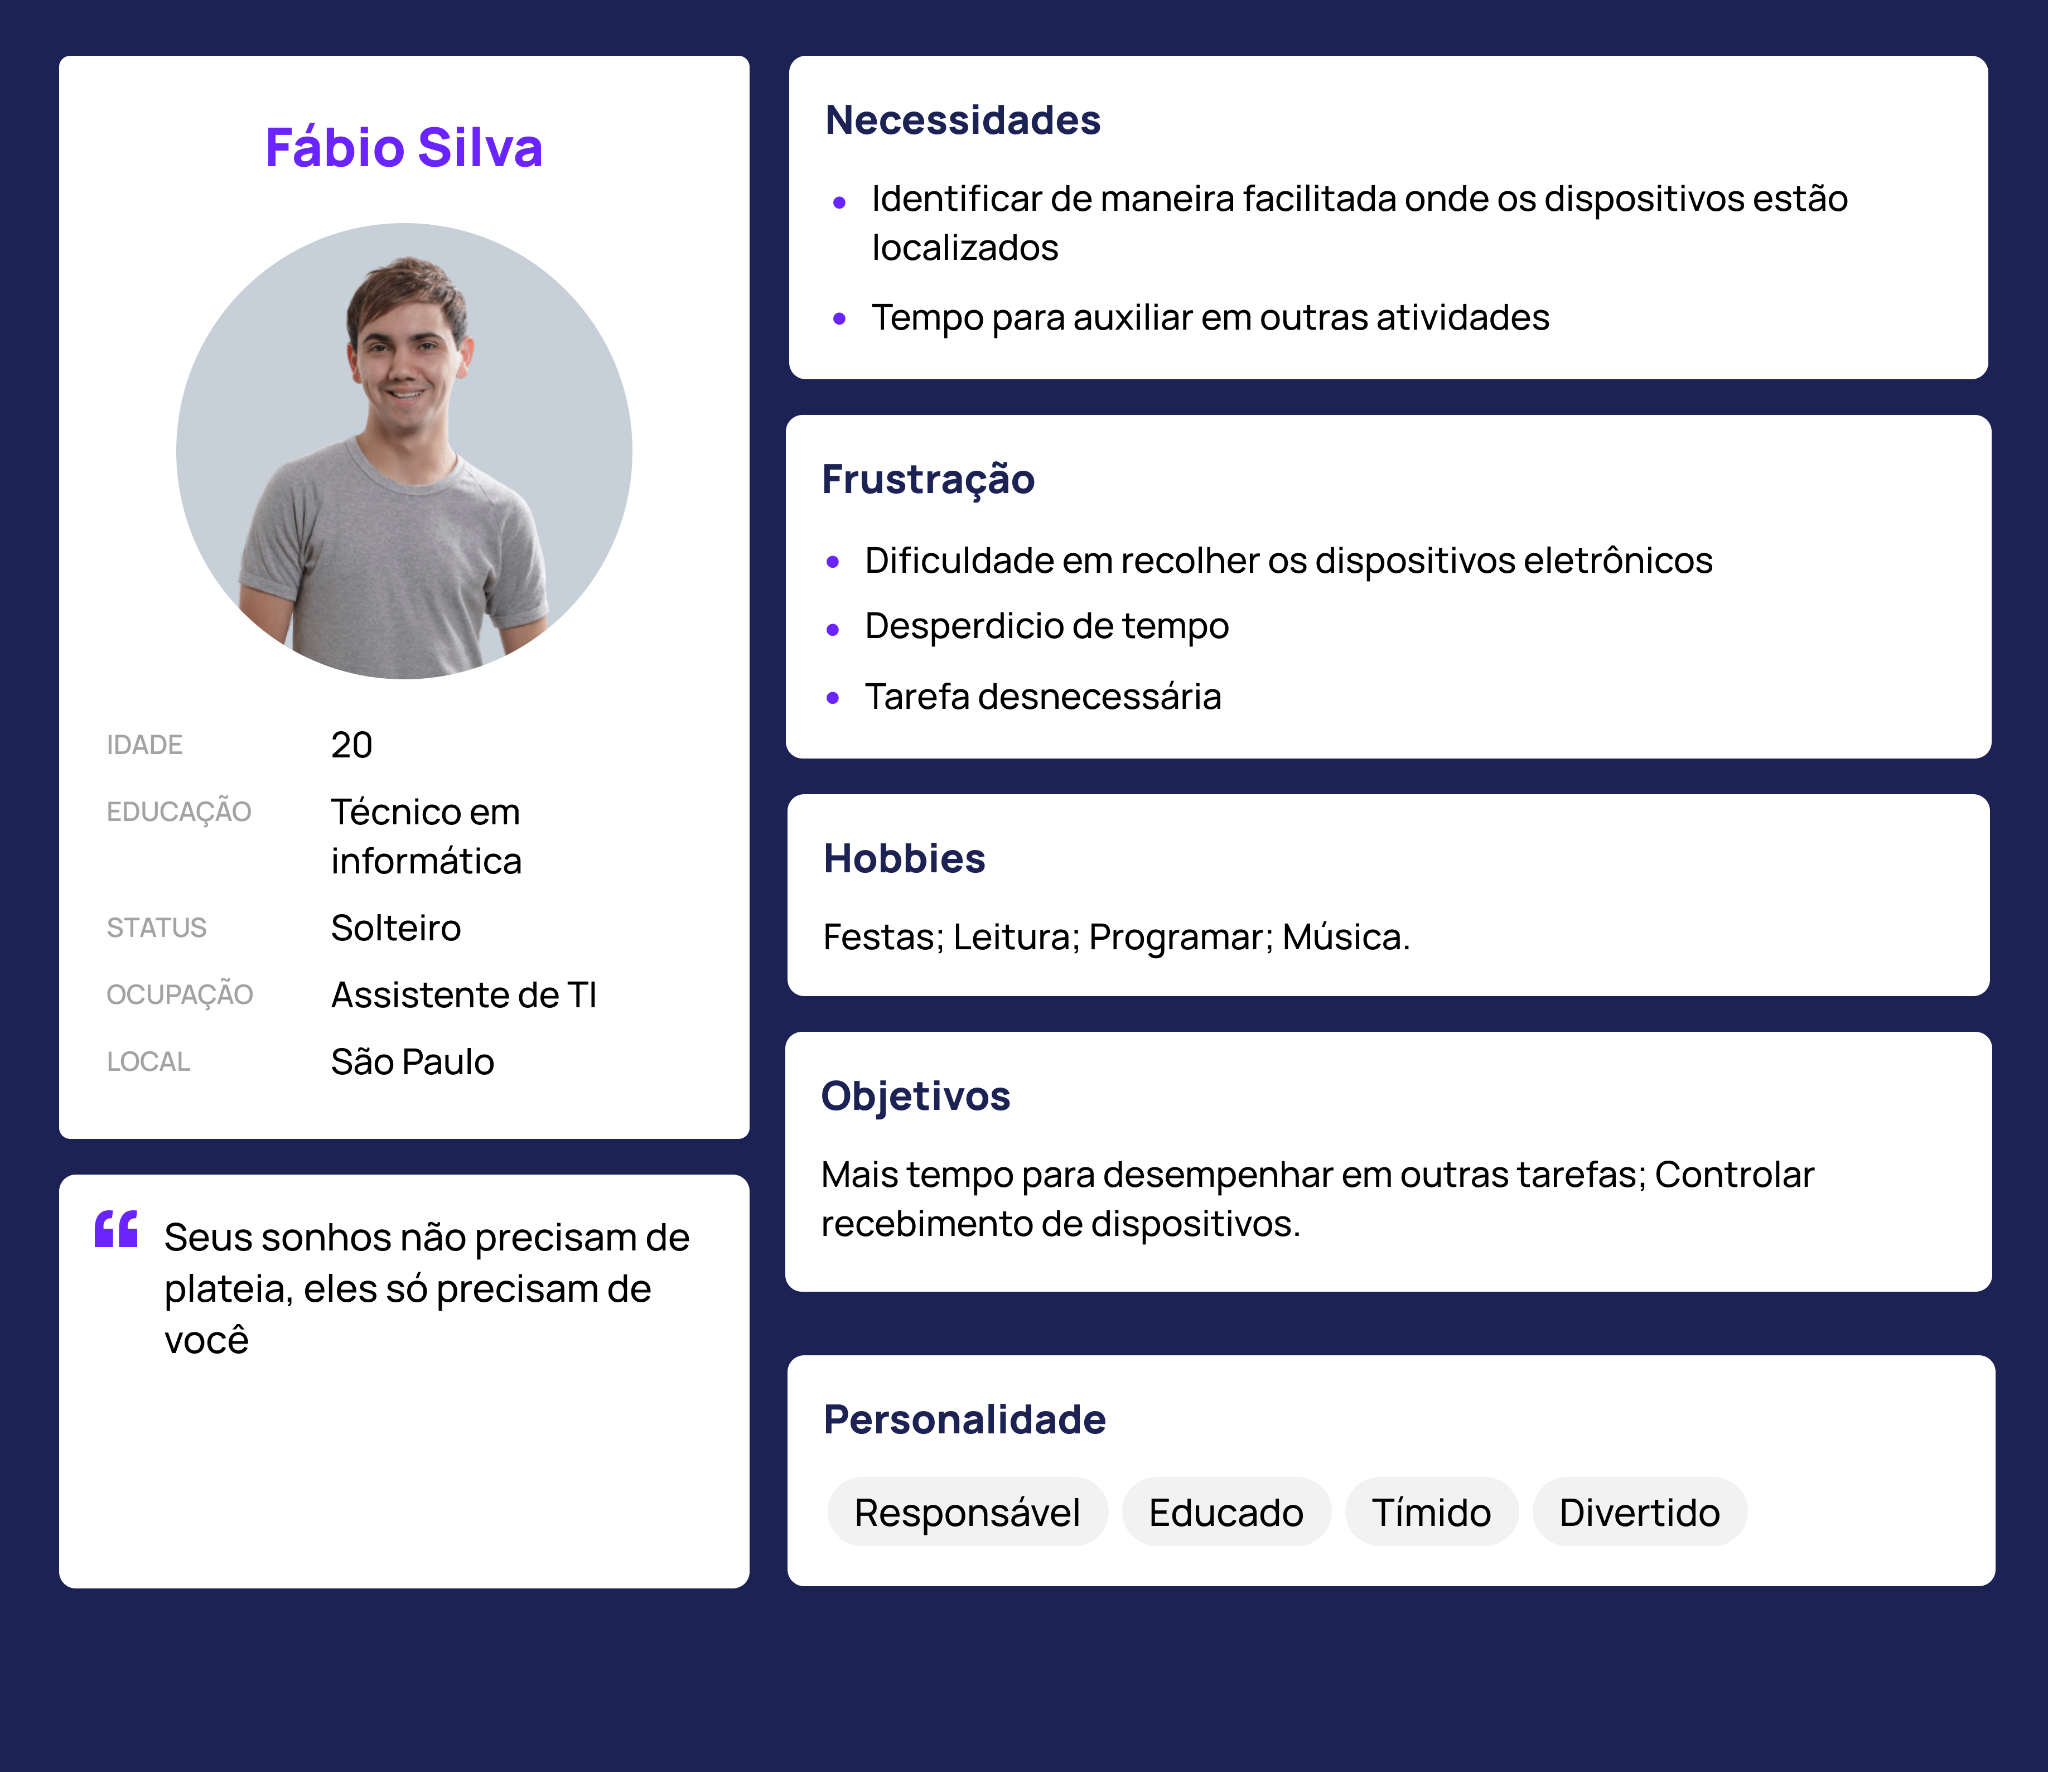 Fábio Silva
IDADE 20
EDUCAÇÃO Técnico em
informática
STATUS Solteiro
OCUPAÇÃO Assistente de TI
LOCAL São Paulo
“ Seus sonhos não precisam de
plateia, eles só precisam de
você
Necessidades
• Identificar de maneira facilitada onde os dispositivos estão
localizados
• Tempo para auxiliar em outras atividades
Frustração
• Dificuldade em recolher os dispositivos eletrônicos
• Desperdicio de tempo
• Tarefa desnecessária
Hobbies
Festas; Leitura; Programar; Música.
Objetivos
Mais tempo para desempenhar em outras tarefas; Controlar
recebimento de dispositivos.
Personalidade
Responsável Educado Tímido Divertido